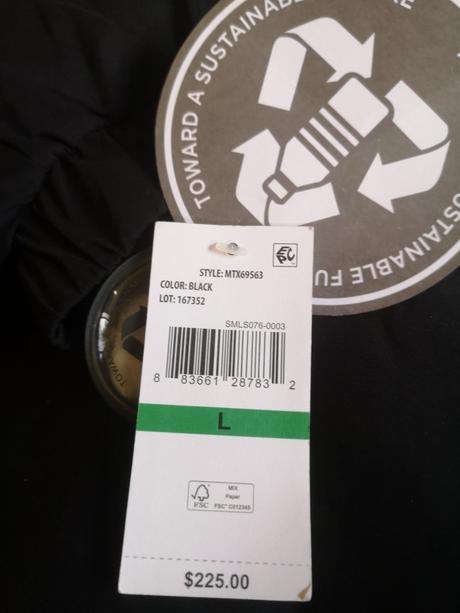 TOWARD A SUSTAINABLE
SUSTAINABLE FU
TOWA
STYLE: MTX69563
COLOR: BLACK
LOT: 167352
SMLS076-0003
8 83661 28783 2
L
MIX
Paper
FSC
FSC® C012345
$225.00